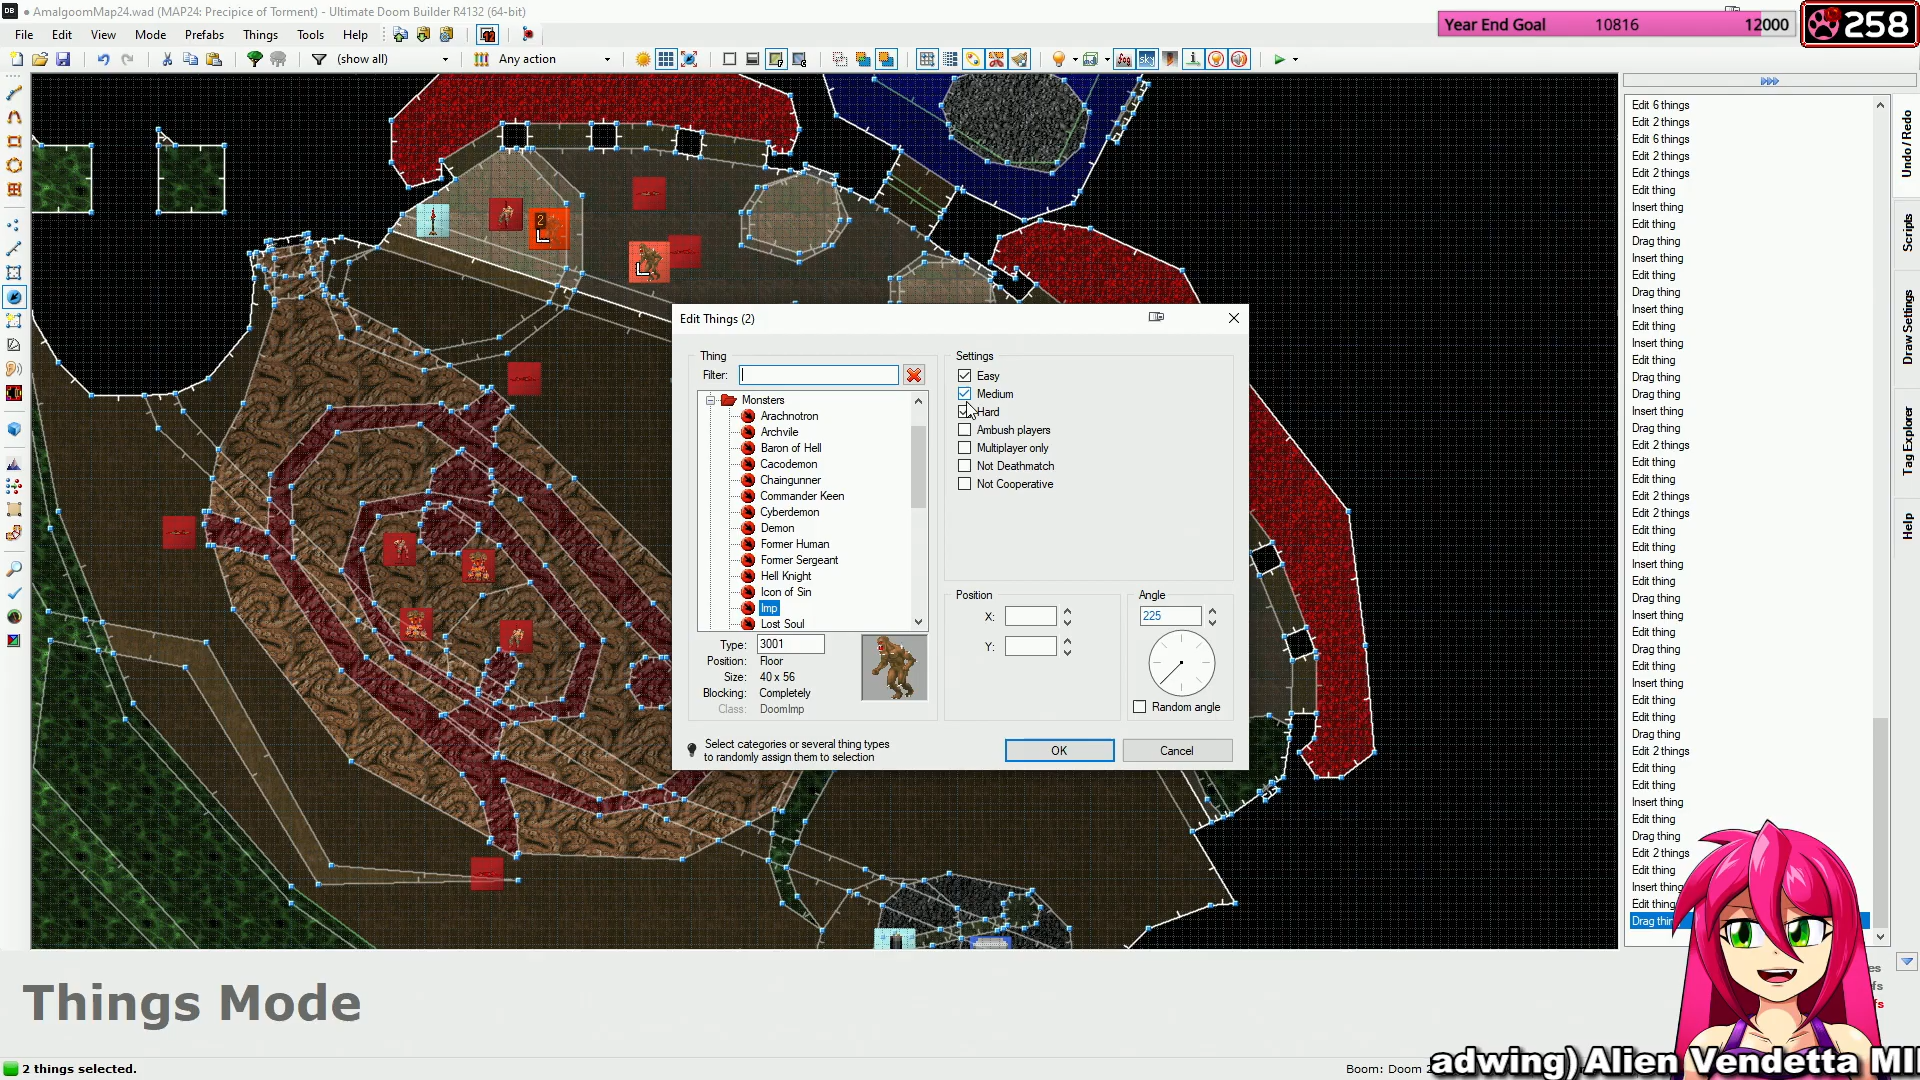 AmalgoomMap24.wad (MAP24: Precipice of Torment) - Ultimate Doom Builder R4132 (64-bit)
Year End Goal 10816 12000
258
File Edit View Mode Prefabs Things Tools Help
(show all)
Any action
Edit 6 things
Edit 2 things
Edit 6 things
Edit 2 things
Edit 2 things
Edit thing
Insert thing
Edit thing
Drag thing
Insert thing
Edit thing
Drag thing
Insert thing
Edit thing
Insert thing
Edit thing
Drag thing
Drag thing
Insert thing
Drag thing
Edit 2 things
Edit thing
Edit thing
Edit 2 things
Edit 2 things
Edit thing
Edit thing
Insert thing
Edit thing
Drag thing
Insert thing
Edit thing
Drag thing
Edit thing
Insert thing
Edit thing
Edit thing
Drag thing
Edit 2 things
Edit thing
Edit thing
Insert thing
Edit thing
Drag thing
Edit 2 things
Edit thing
Insert thing
Edit thing
Drag thin
Undo / Redo
Scripts
Draw Settings
Tag Explorer
Help
2
Edit Things (2)
Thing
Filter:
Monsters
Arachnotron
Archvile
Baron of Hell
Cacodemon
Chaingunner
Commander Keen
Cyberdemon
Demon
Former Human
Former Sergeant
Hell Knight
Icon of Sin
Imp
Lost Soul
Type: 3001
Position: Floor
Size: 40 x 56
Blocking: Completely
Class: DoomImp
Settings
Easy
Medium
Hard
Ambush players
Multiplayer only
Not Deathmatch
Not Cooperative
Position
X:
Y:
Angle
225
Random angle
Select categories or several thing types
to randomly assign them to selection
OK
Cancel
Things Mode
2 things selected.
Boom: Doom 2
adwing) Alien Vendetta MI